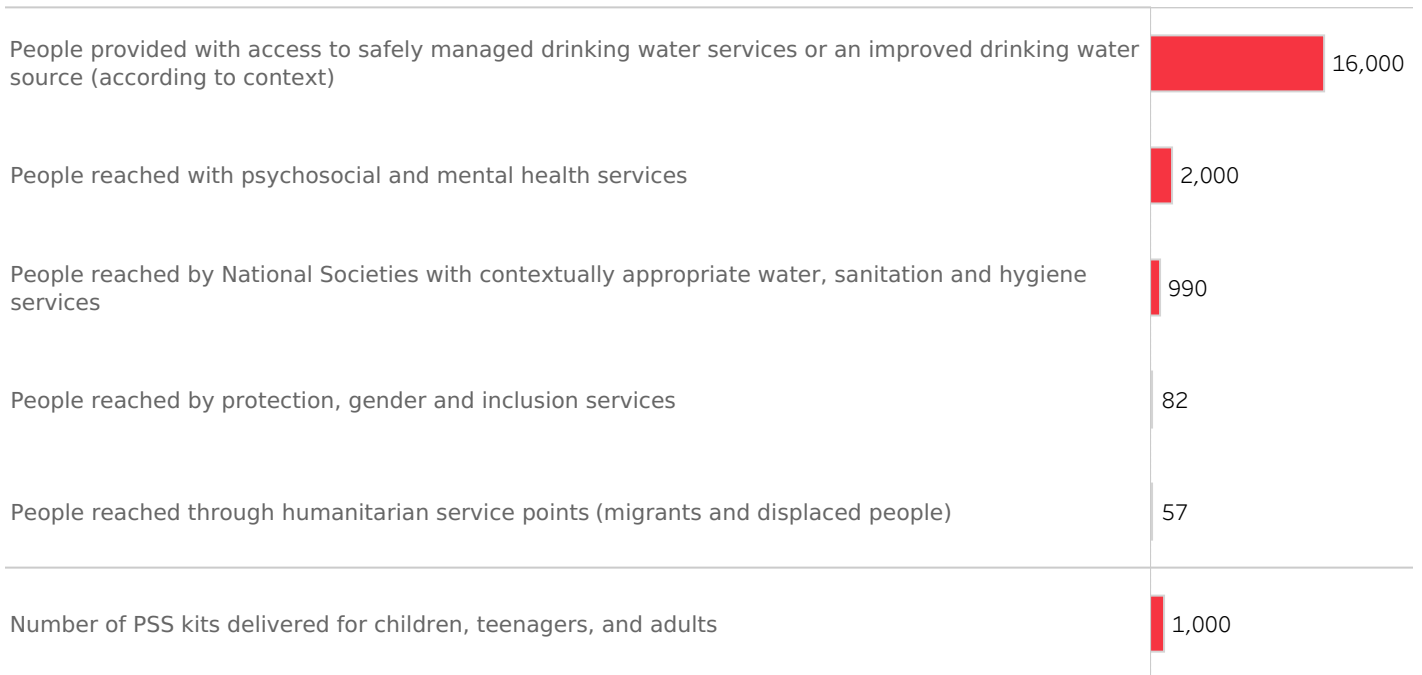 People provided with access to safely managed drinking water services or an improved drinking water
source (according to context)
16,000
People reached with psychosocial and mental health services
2,000
People reached by National Societies with contextually appropriate water, sanitation and hygiene
services
990
People reached by protection, gender and inclusion services
82
People reached through humanitarian service points (migrants and displaced people)
57
Number of PSS kits delivered for children, teenagers, and adults
1,000